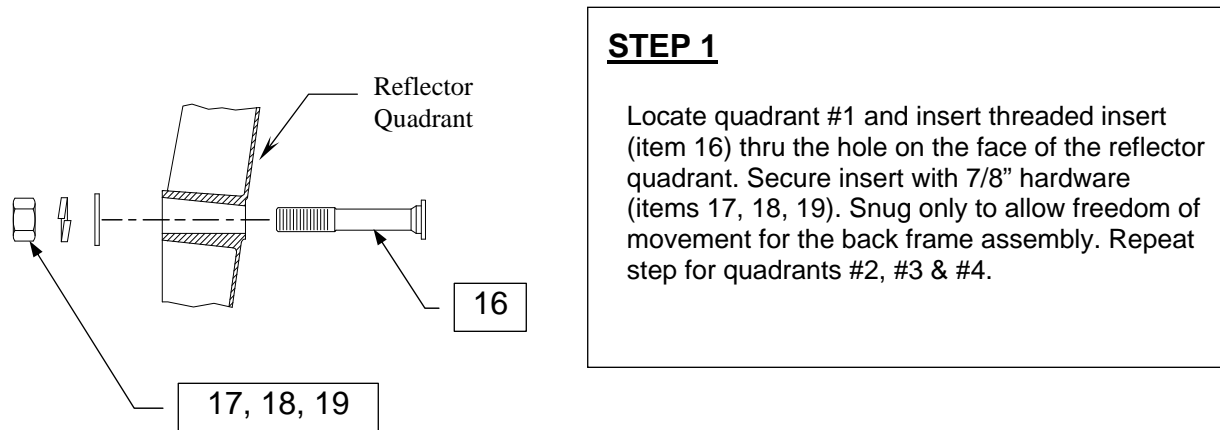 Reflector
Quadrant
16
17, 18, 19
STEP 1
Locate quadrant #1 and insert threaded insert
(item 16) thru the hole on the face of the reflector
quadrant. Secure insert with 7/8” hardware
(items 17, 18, 19). Snug only to allow freedom of
movement for the back frame assembly. Repeat
step for quadrants #2, #3 & #4.